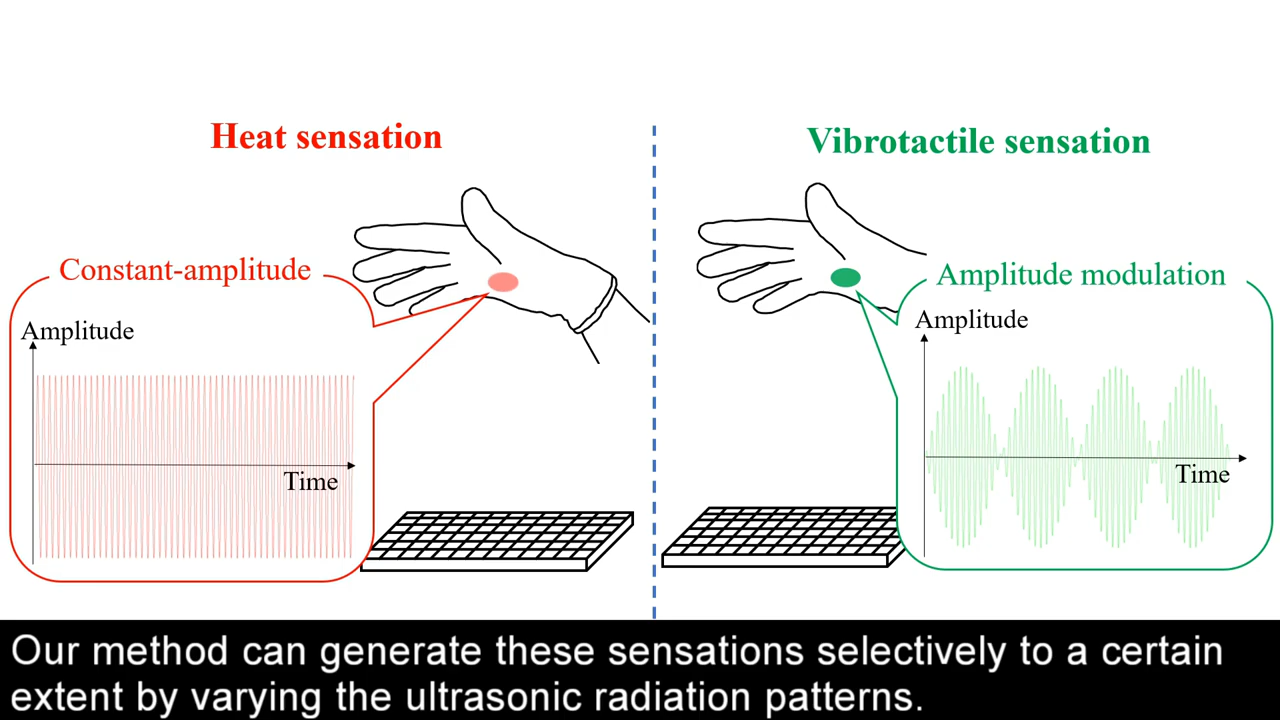 Heat sensation
Vibrotactile sensation
Constant-amplitude
Amplitude
Time
Amplitude modulation
Amplitude
Time
Our method can generate these sensations selectively to a certain
extent by varying the ultrasonic radiation patterns.